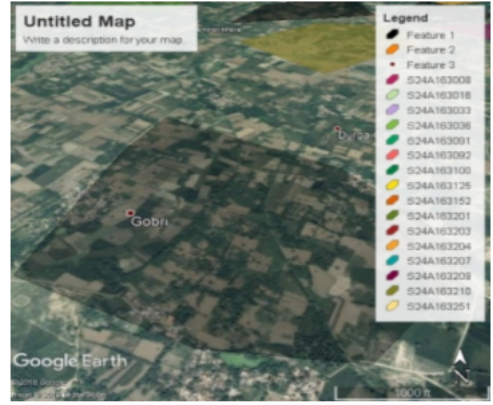 Untitled Map
Write a description for your map.
Legend
Feature 1
Feature 2
Feature 3
S24A163008
S24A163018
S24A163033
S24A163036
S24A163091
S24A163092
S24A163100
S24A163125
S24A163152
S24A163201
S24A163203
S24A163204
S24A163207
S24A163209
S24A163210
S24A163251
Durga
Gobri
Google Earth
N
1000 ft